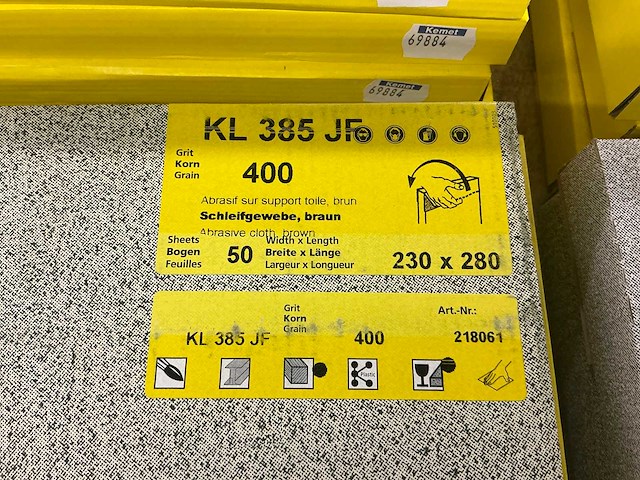 Kemet
69884
Kemet
69884
KL 385 JF
Grit
Korn
Grain
400
Abrasif sur support toile, brun
Schleifgewebe, braun
Abrasive cloth, brown
Sheets
Bogen
Feuilles
50
Width x Length
Breite x Länge
Largeur x Longueur
230 x 280
Grit
Korn
Grain
Art.-Nr.:
KL 385 JF
400
218061
Plastic